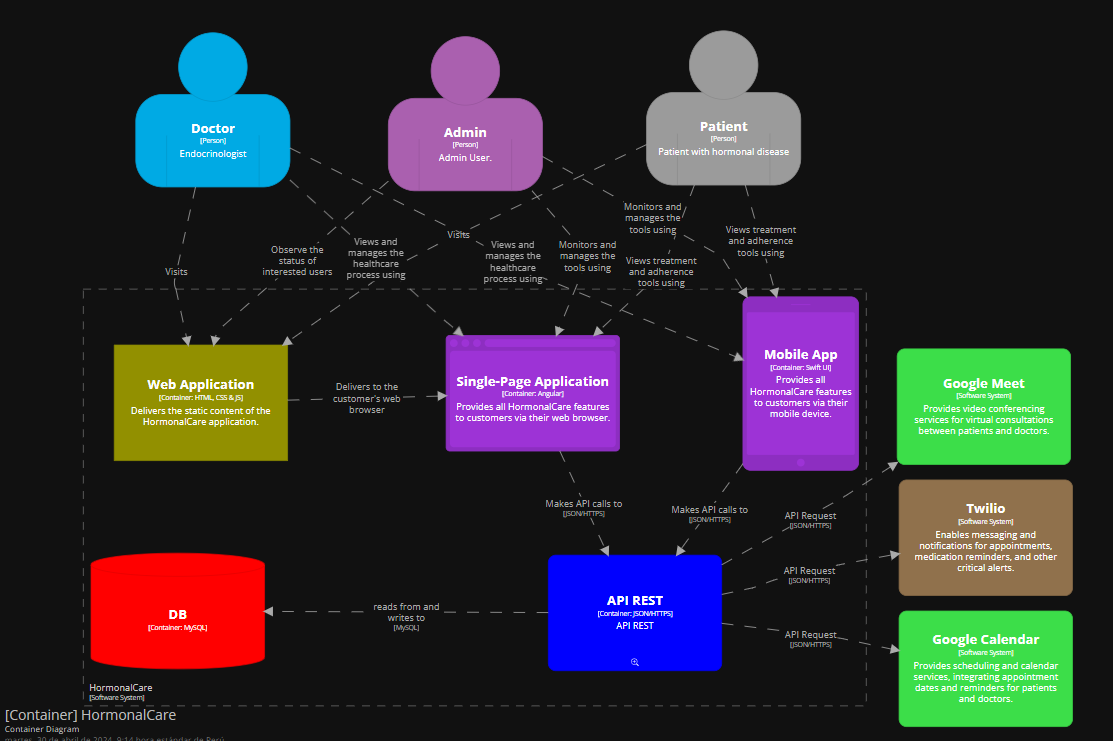 Doctor
[Person]
Endocrinologist
Admin
[Person]
Admin User.
Patient
[Person]
Patient with hormonal disease
Visits
Observe the
status of
interested users
Views and
manages the
healthcare
process using
Visits
Views and
manages the
healthcare
process using
Monitors and
manages the
tools using
Monitors and
manages the
tools using
Views treatment
and adherence
tools using
Views treatment
and adherence
tools using
Web Application
[Container: HTML, CSS & JS]
Delivers the static content of the
HormonalCare application.
Delivers to the
customer's web
browser
Single-Page Application
[Container: Angular]
Provides all HormonalCare features
to customers via their web browser.
Mobile App
[Container: Swift UI]
Provides all
HormonalCare features
to customers via their
mobile device.
Google Meet
[Software System]
Provides video conferencing
services for virtual consultations
between patients and doctors.
Makes API calls to
[JSON/HTTPS]
Makes API calls to
[JSON/HTTPS]
API Request
[JSON/HTTPS]
Twilio
[Software System]
Enables messaging and
notifications for appointments,
medication reminders, and other
critical alerts.
API Request
[JSON/HTTPS]
DB
[Container: MySQL]
reads from and
writes to
[MySQL]
API REST
[Container: JSON/HTTPS]
API REST
API Request
[JSON/HTTPS]
Google Calendar
[Software System]
Provides scheduling and calendar
services, integrating appointment
dates and reminders for patients
and doctors.
HormonalCare
[Software System]
[Container] HormonalCare
Container Diagram
martes, 30 de abril de 2024, 9:14 hora estándar de Perú